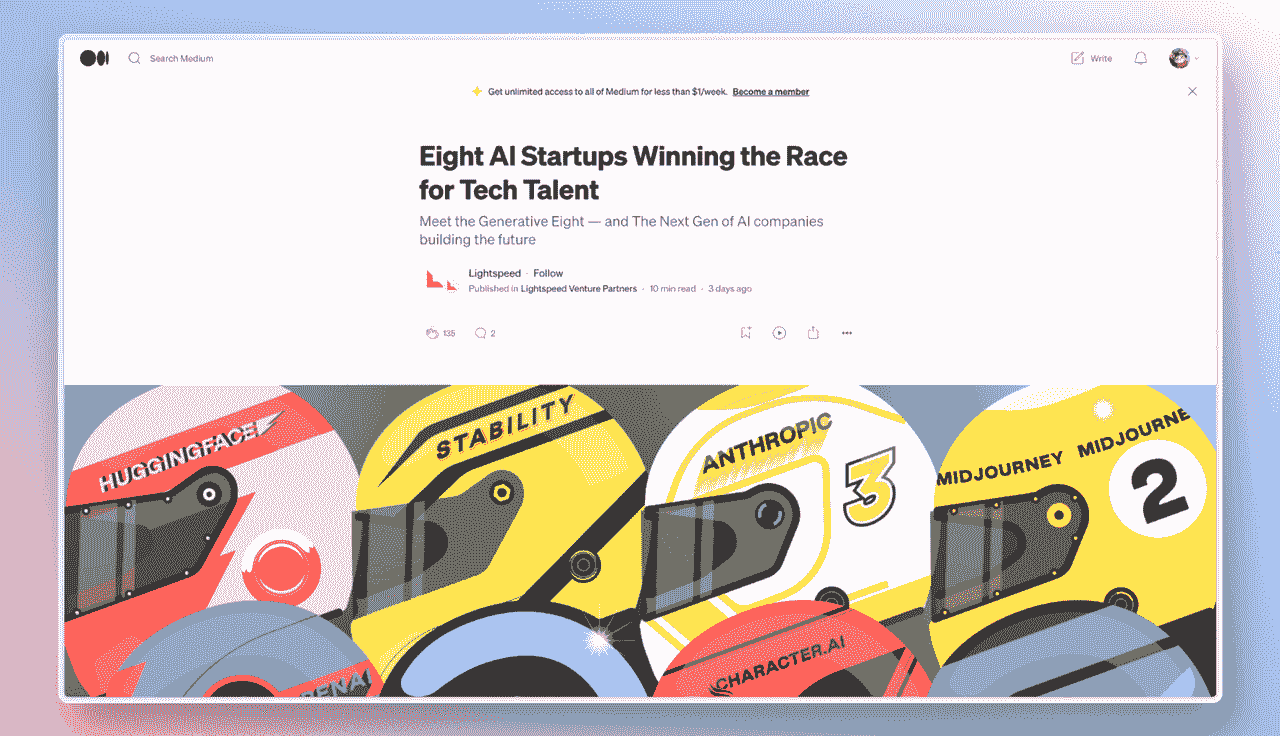 Search Medium
Write
Get unlimited access to all of Medium for less than $1/week. Become a member
Eight AI Startups Winning the Race
for Tech Talent
Meet the Generative Eight — and The Next Gen of AI companies
building the future
Lightspeed · Follow
Published in Lightspeed Venture Partners · 10 min read · 3 days ago
135
2
HUGGINGFACE
STABILITY
ANTHROPIC
3
MIDJOURNEY MIDJOURNE
2
CHARACTER.AI